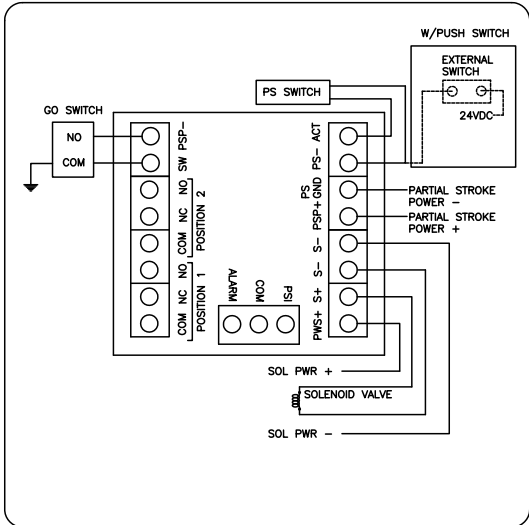 W/PUSH SWITCH
EXTERNAL
SWITCH
24VDC
PS SWITCH
GO SWITCH
NO
COM
PSP-
SW
NO
NC
COM
POSITION 2
NO
NC
COM
POSITION 1
ALARM
COM
PSI
ACT
PS-
PS
GND
PSP+
S-
S-
S+
PWS+
PARTIAL STROKE
POWER -
PARTIAL STROKE
POWER +
SOL PWR +
SOLENOID VALVE
SOL PWR -